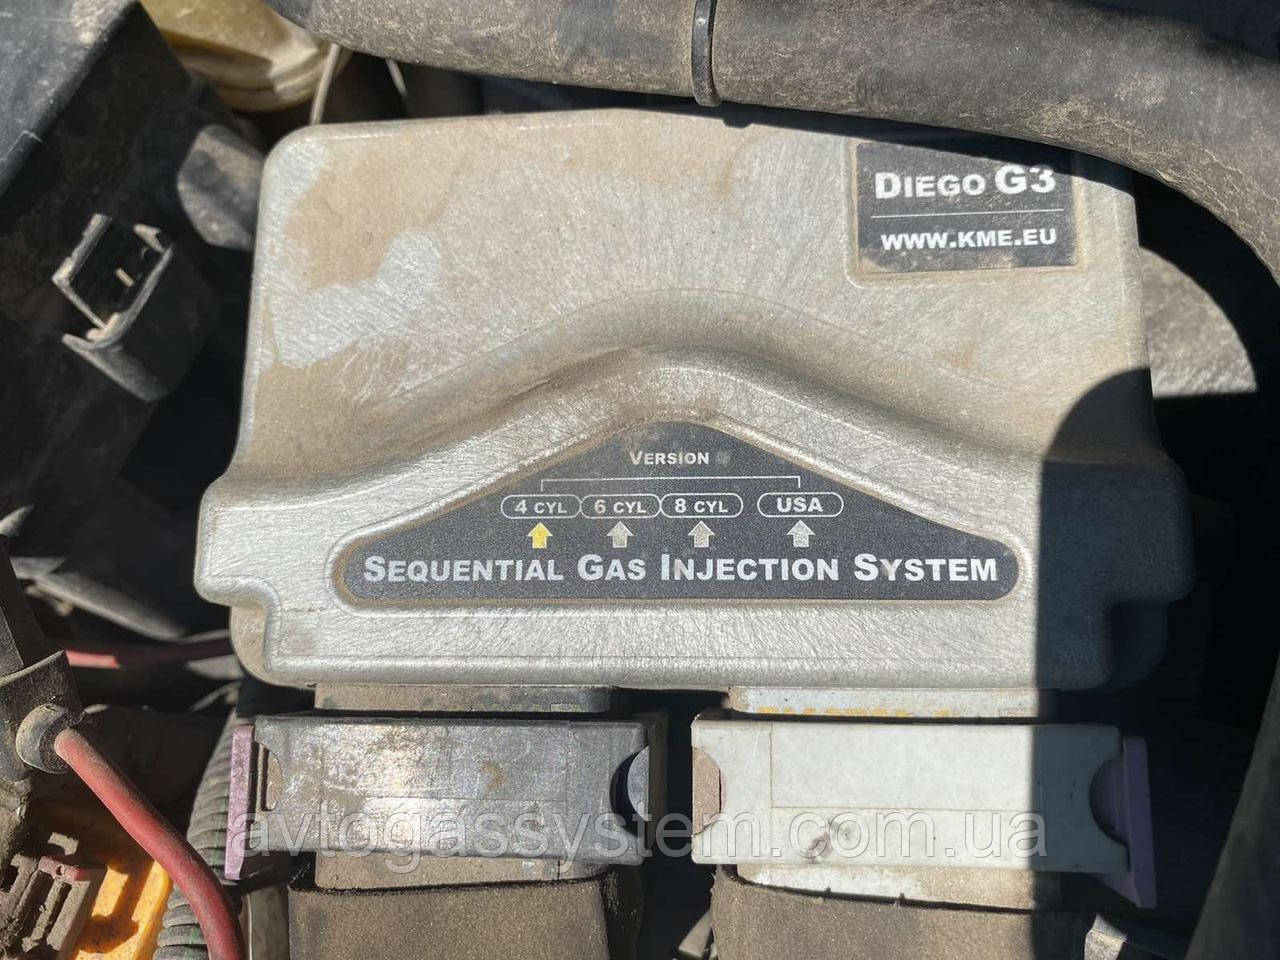 DIEGO G3
WWW.KME.EU
VERSION
4 CYL 6 CYL 8 CYL USA
SEQUENTIAL GAS INJECTION SYSTEM
avtogassystem.com.ua